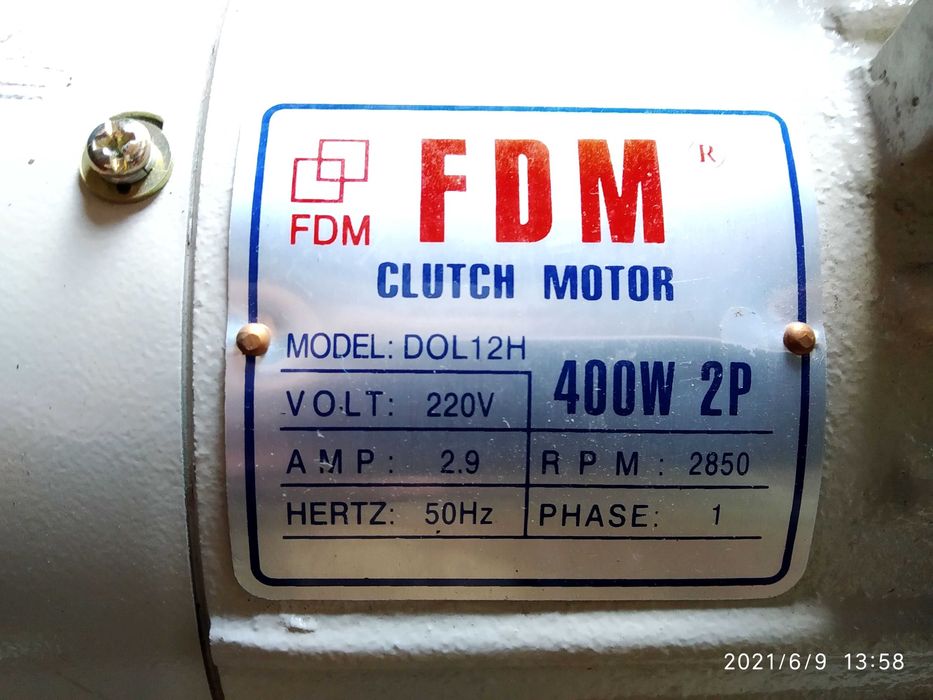 FDM ®
FDM
CLUTCH MOTOR
MODEL: DOL12H
400W 2P
VOLT: 220V
AMP: 2.9
RPM: 2850
HERTZ: 50Hz
PHASE: 1
2021/6/9 13:58